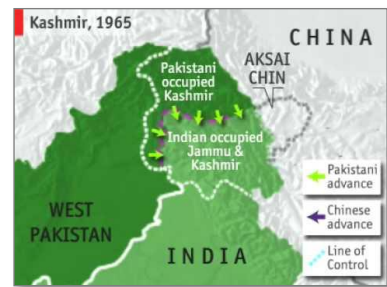 Kashmir, 1965
CHINA
AKSAI
CHIN
Pakistani
occupied
Kashmir
Indian occupied
Jammu &
Kashmir
WEST
PAKISTAN
INDIA
Pakistani
advance
Chinese
advance
Line of
Control